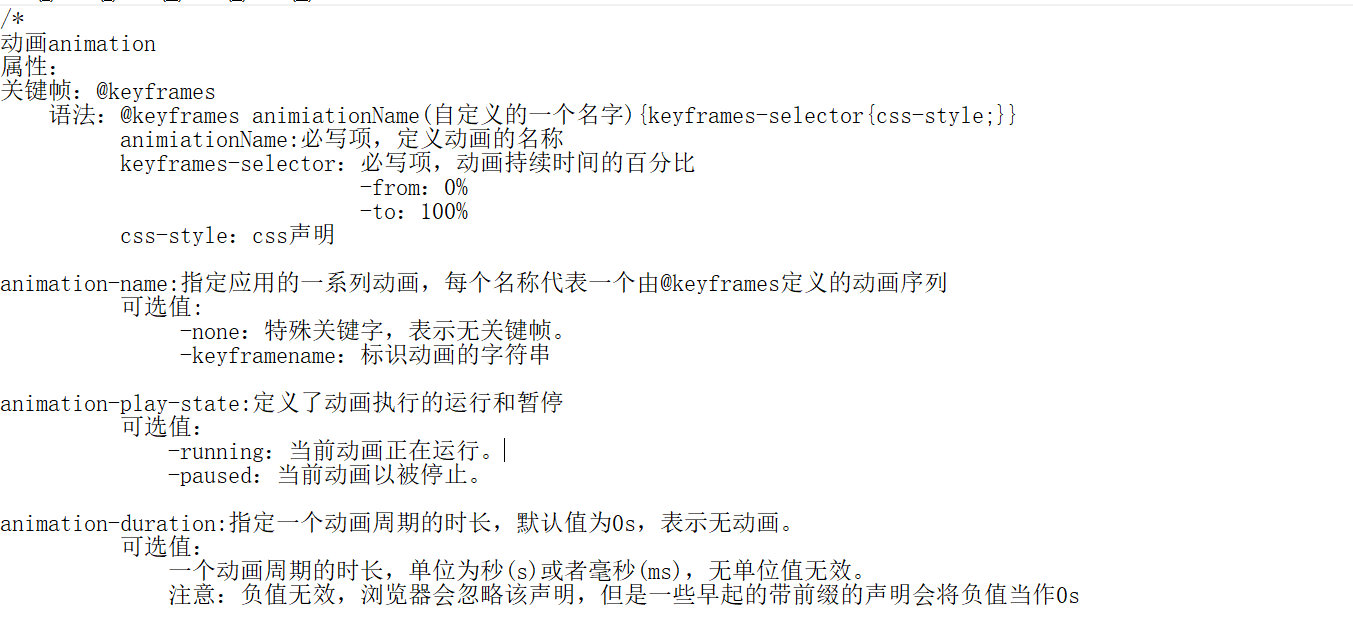 /*
动画animation
属性：
关键帧：@keyframes
语法：@keyframes animiationName(自定义的一个名字){keyframes-selector{css-style;}}
animiationName:必写项，定义动画的名称
keyframes-selector：必写项，动画持续时间的百分比
-from：0%
-to：100%
css-style：css声明
animation-name:指定应用的一系列动画，每个名称代表一个由@keyframes定义的动画序列
可选值:
-none：特殊关键字，表示无关键帧。
-keyframename：标识动画的字符串
animation-play-state:定义了动画执行的运行和暂停
可选值：
-running：当前动画正在运行。
-paused：当前动画以被停止。
animation-duration:指定一个动画周期的时长，默认值为0s，表示无动画。
可选值：
一个动画周期的时长，单位为秒(s)或者毫秒(ms)，无单位值无效。
注意：负值无效，浏览器会忽略该声明，但是一些早起的带前缀的声明会将负值当作0s